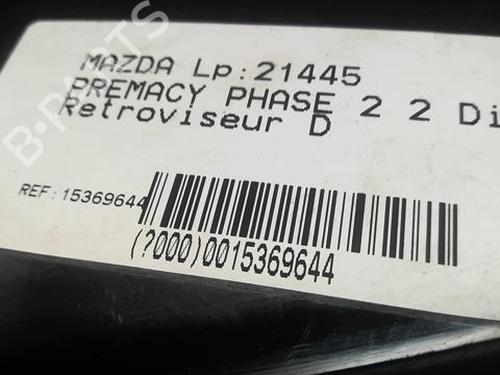 MAZDA Lp:21445
PREMACY PHASE 2 2 Di
Retroviseur D
REF:15369644
(?000)0015369644
B-PARTS